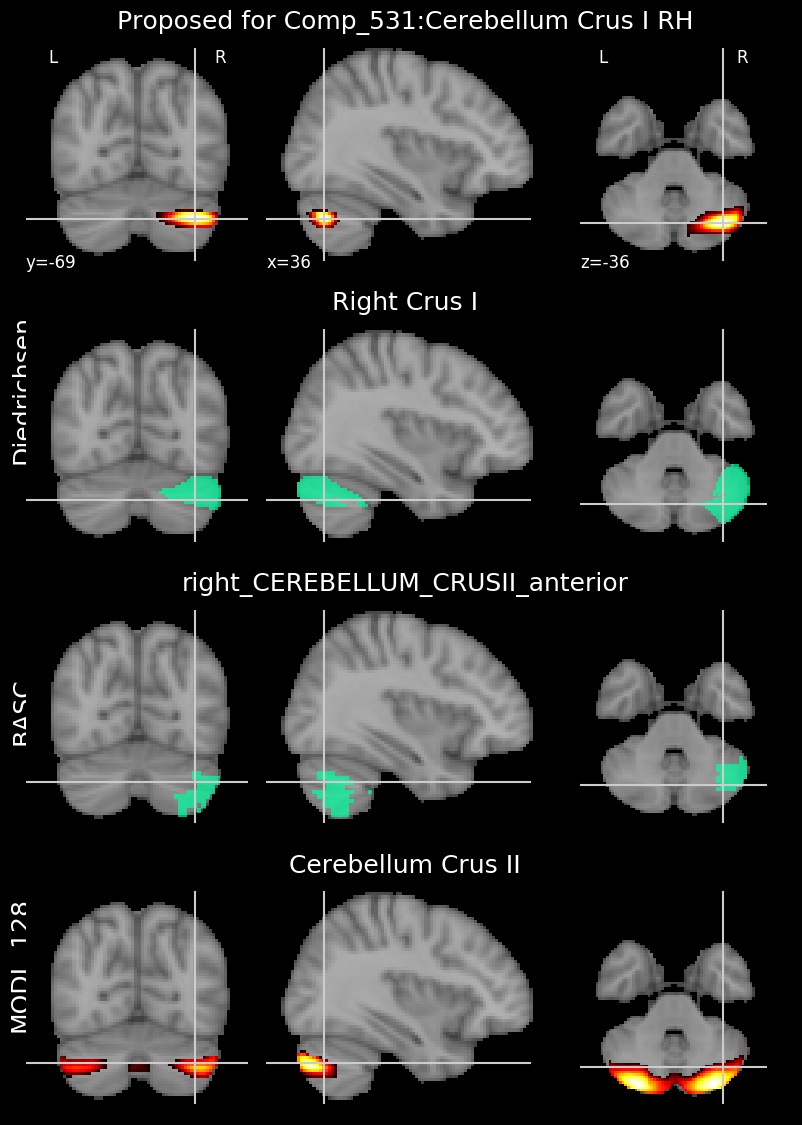 Proposed for Comp_531:Cerebellum Crus I RH
L R L R
y=-69 x=36 z=-36
Right Crus I
Diedrichsen
right_CEREBELLUM_CRUSII_anterior
BASC
Cerebellum Crus II
MODL 128